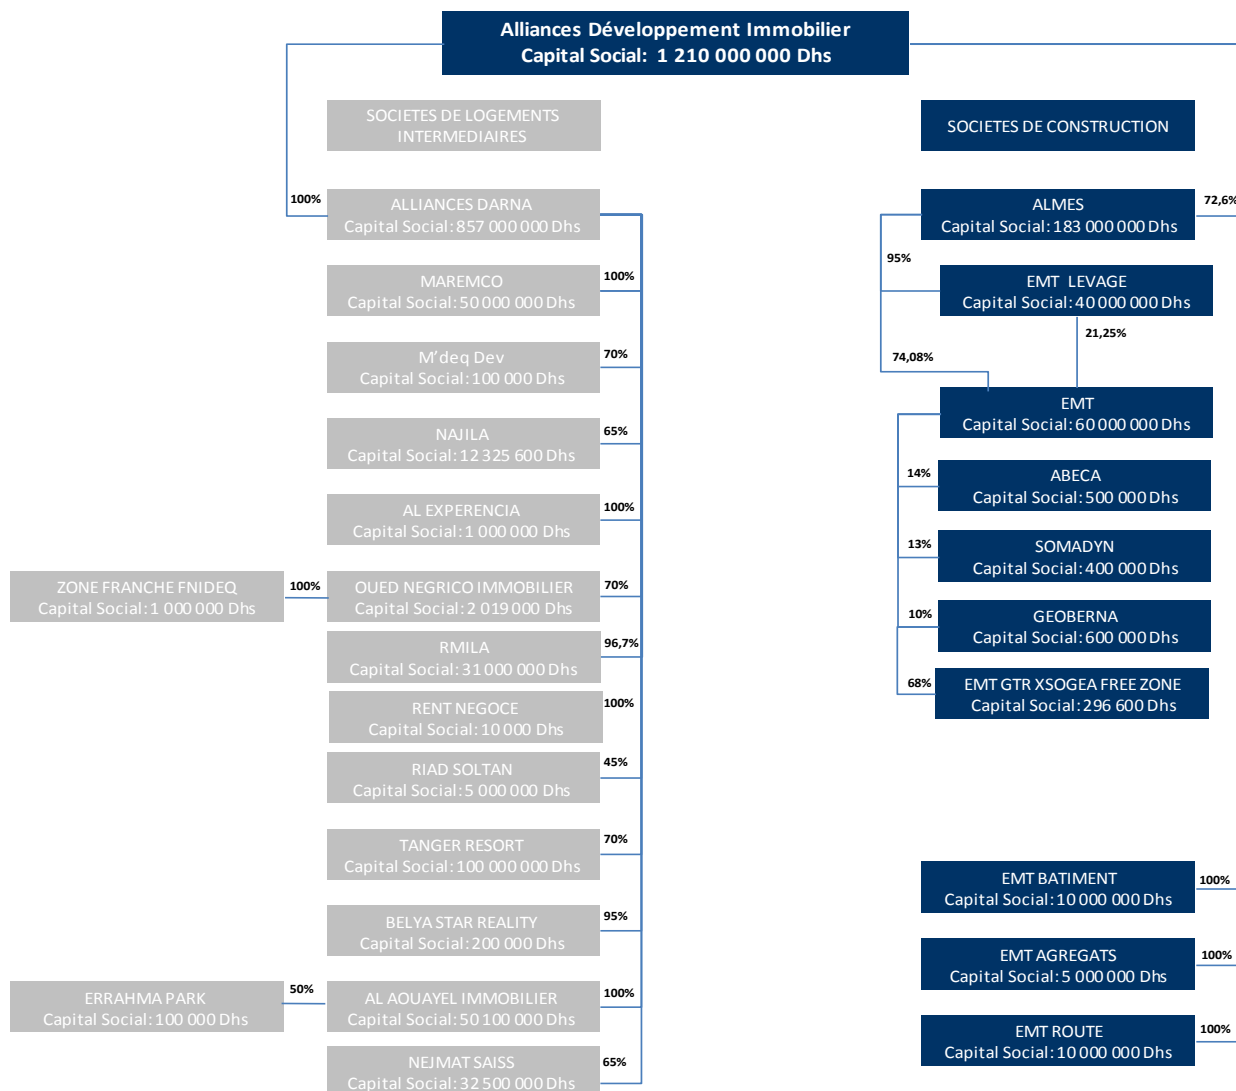 Alliances Développement Immobilier
Capital Social: 1 210 000 000 Dhs
SOCIETES DE LOGEMENTS
INTERMEDIAIRES
100%
ALLIANCES DARNA
Capital Social: 857 000 000 Dhs
MAREMCO
Capital Social: 50 000 000 Dhs
100%
M'deq Dev
Capital Social: 100 000 Dhs
70%
NAJILA
Capital Social: 12 325 600 Dhs
65%
AL EXPERENCIA
Capital Social: 1 000 000 Dhs
100%
ZONE FRANCHE FNIDEQ
Capital Social: 1 000 000 Dhs
100%
OUED NEGRICO IMMOBILIER
Capital Social: 2 019 000 Dhs
70%
RMILA
Capital Social: 31 000 000 Dhs
96,7%
RENT NEGOCE
Capital Social: 10 000 Dhs
100%
RIAD SOLTAN
Capital Social: 5 000 000 Dhs
45%
TANGER RESORT
Capital Social: 100 000 000 Dhs
70%
BELYA STAR REALITY
Capital Social: 200 000 Dhs
95%
ERRAHMA PARK
Capital Social: 100 000 Dhs
50%
AL AOUAYEL IMMOBILIER
Capital Social: 50 100 000 Dhs
100%
NEJMAT SAISS
Capital Social: 32 500 000 Dhs
65%
SOCIETES DE CONSTRUCTION
ALMES
Capital Social: 183 000 000 Dhs
72,6%
95%
EMT LEVAGE
Capital Social: 40 000 000 Dhs
21,25%
74,08%
EMT
Capital Social: 60 000 000 Dhs
14%
ABECA
Capital Social: 500 000 Dhs
13%
SOMADYN
Capital Social: 400 000 Dhs
10%
GEOBERNA
Capital Social: 600 000 Dhs
68%
EMT GTR XSOGEA FREE ZONE
Capital Social: 296 600 Dhs
EMT BATIMENT
Capital Social: 10 000 000 Dhs
100%
EMT AGREGATS
Capital Social: 5 000 000 Dhs
100%
EMT ROUTE
Capital Social: 10 000 000 Dhs
100%